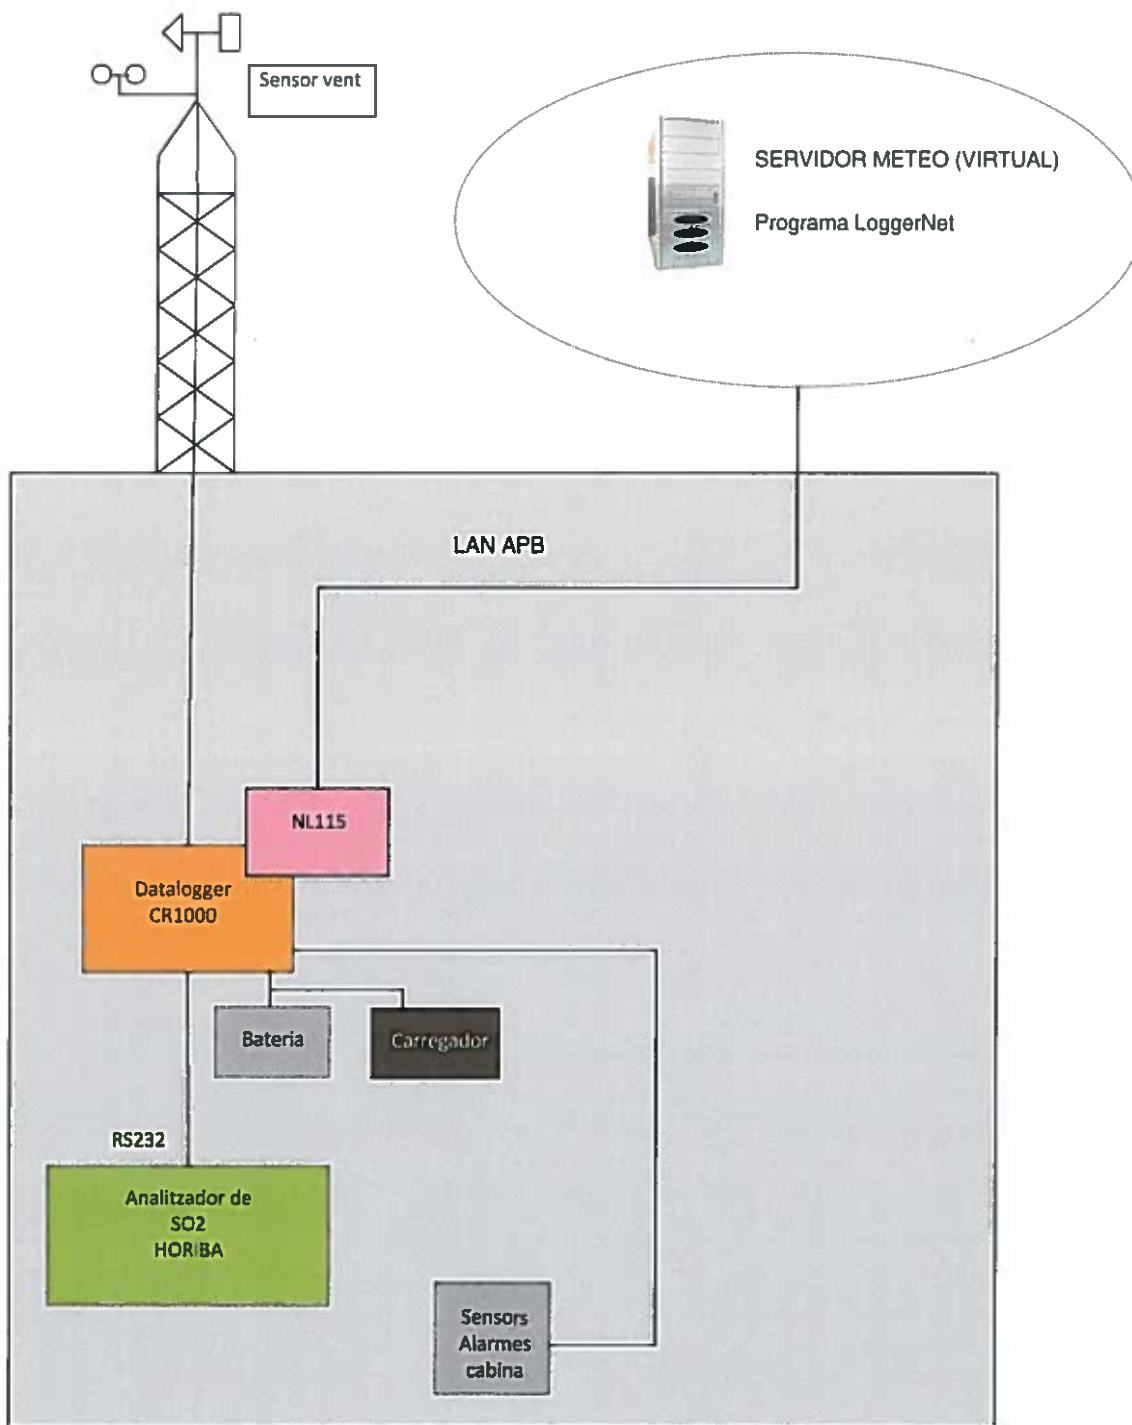 Sensor vent
SERVIDOR METEO (VIRTUAL)
Programa LoggerNet
LAN APB
NL115
Datalogger
CR1000
Bateria
Carregador
RS232
Analitzador de
SO2
HORIBA
Sensors
Alarmes
cabina